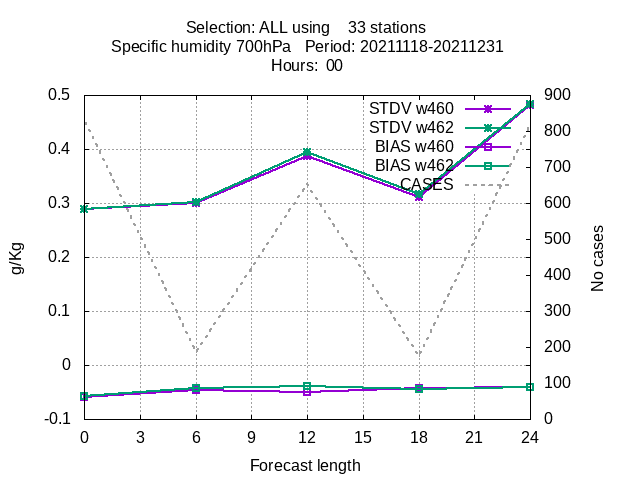 Selection: ALL using    33 stations
Specific humidity 700hPa   Period: 20211118-20211231
Hours:  00
0.5
0.4
0.3
0.2
0.1
0
-0.1
g/Kg
STDV w460
STDV w462
BIAS w460
BIAS w462
CASES
900
800
700
600
500
400
300
200
100
0
No cases
0 3 6 9 12 15 18 21 24
Forecast length